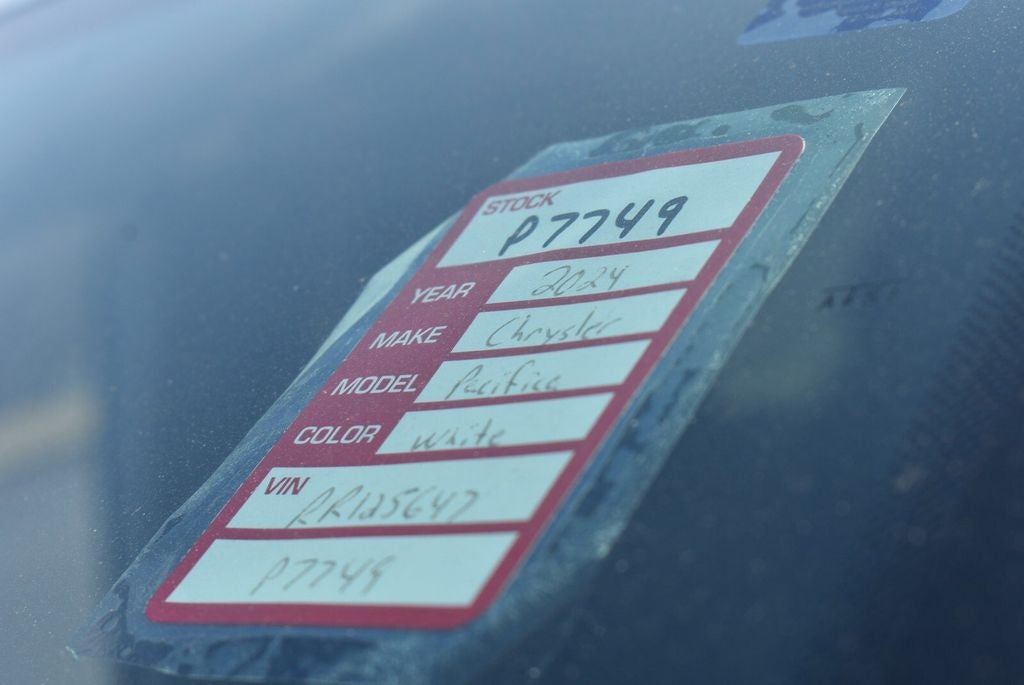 STOCK
P7749
YEAR 2024
MAKE Chrysler
MODEL Pacifica
COLOR White
VIN
RR125647
P7749